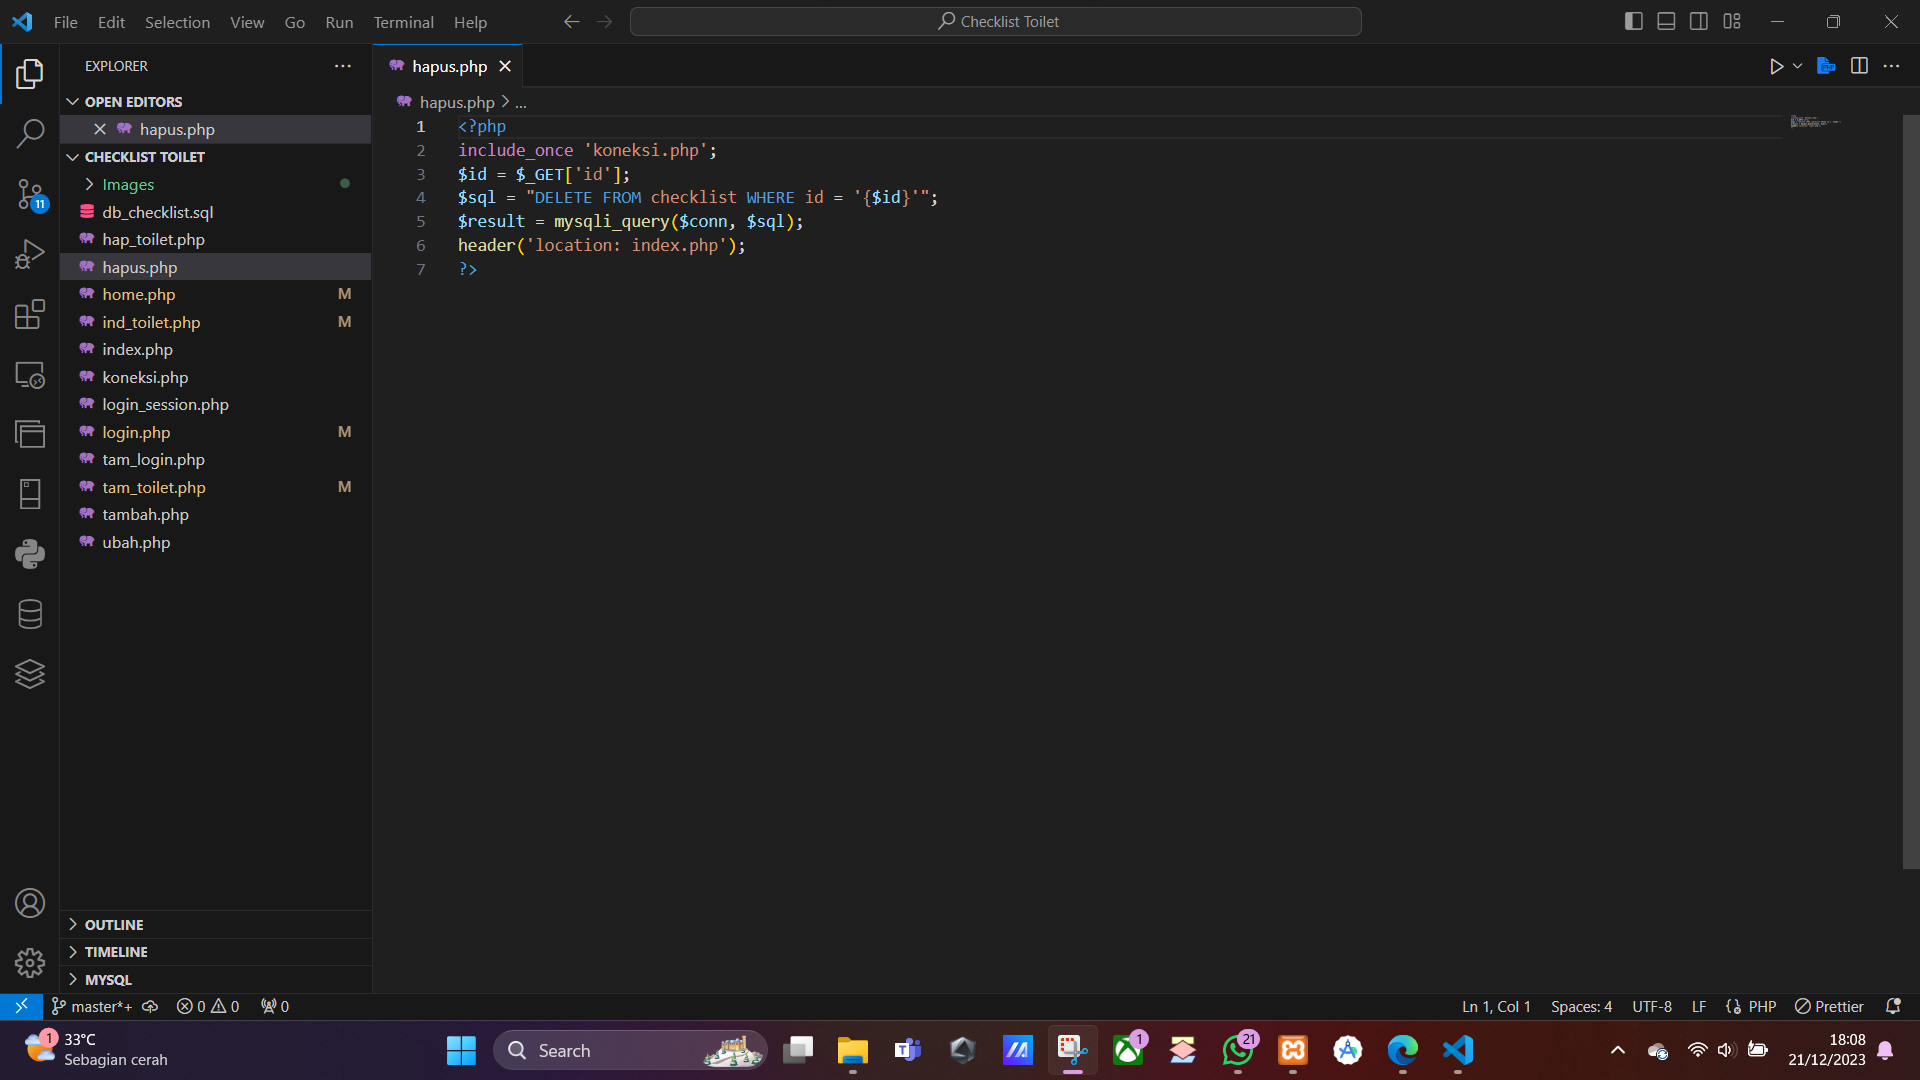 File Edit Selection View Go Run Terminal Help
Checklist Toilet
EXPLORER
OPEN EDITORS
hapus.php
CHECKLIST TOILET
Images
db_checklist.sql
hap_toilet.php
hapus.php
home.php M
ind_toilet.php M
index.php
koneksi.php
login_session.php
login.php M
tam_login.php
tam_toilet.php M
tambah.php
ubah.php
OUTLINE
TIMELINE
MYSQL
11
hapus.php
hapus.php > ...
1 <?php
2 include_once 'koneksi.php';
3 $id = $_GET['id'];
4 $sql = "DELETE FROM checklist WHERE id = '{$id}'";
5 $result = mysqli_query($conn, $sql);
6 header('location: index.php');
7 ?>
master*+ 0 0 0
Ln 1, Col 1 Spaces: 4 UTF-8 LF PHP Prettier
1
33°C
Sebagian cerah
Search
1
21
18:08
21/12/2023